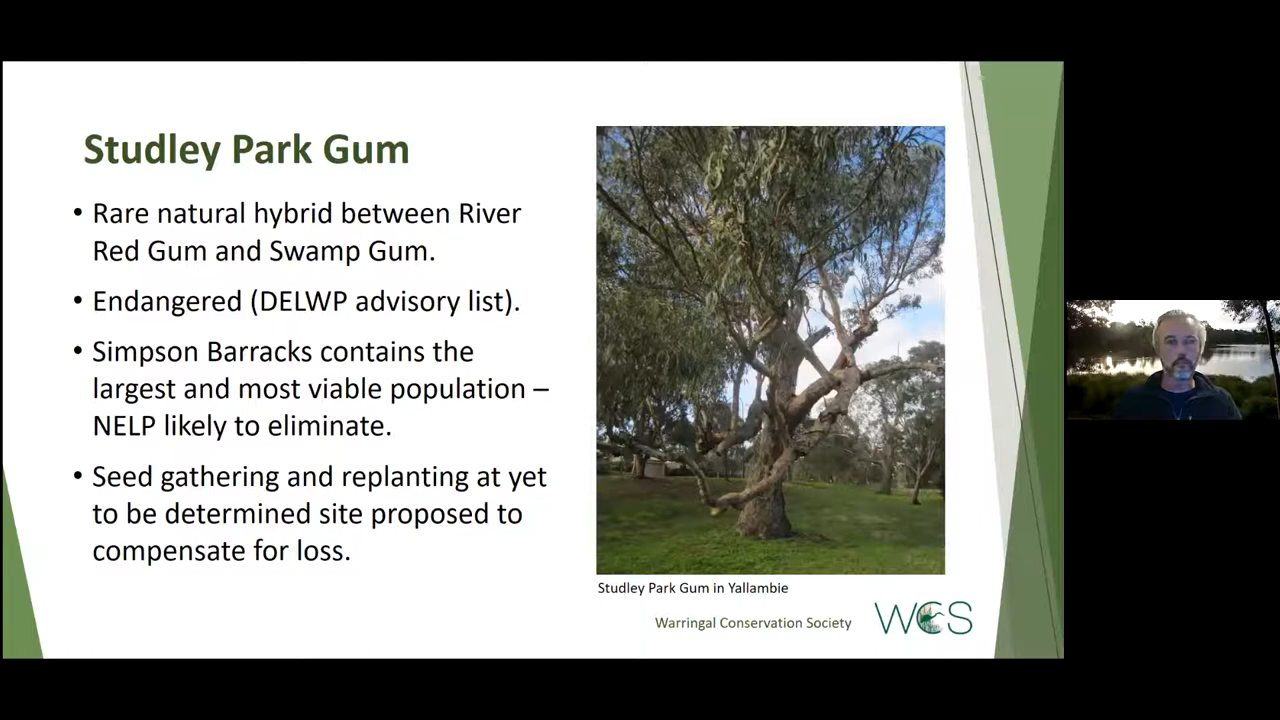 Studley Park Gum
• Rare natural hybrid between River
Red Gum and Swamp Gum.
• Endangered (DELWP advisory list).
• Simpson Barracks contains the
largest and most viable population –
NELP likely to eliminate.
• Seed gathering and replanting at yet
to be determined site proposed to
compensate for loss.
Studley Park Gum in Yallambie
Warringal Conservation Society
WCS